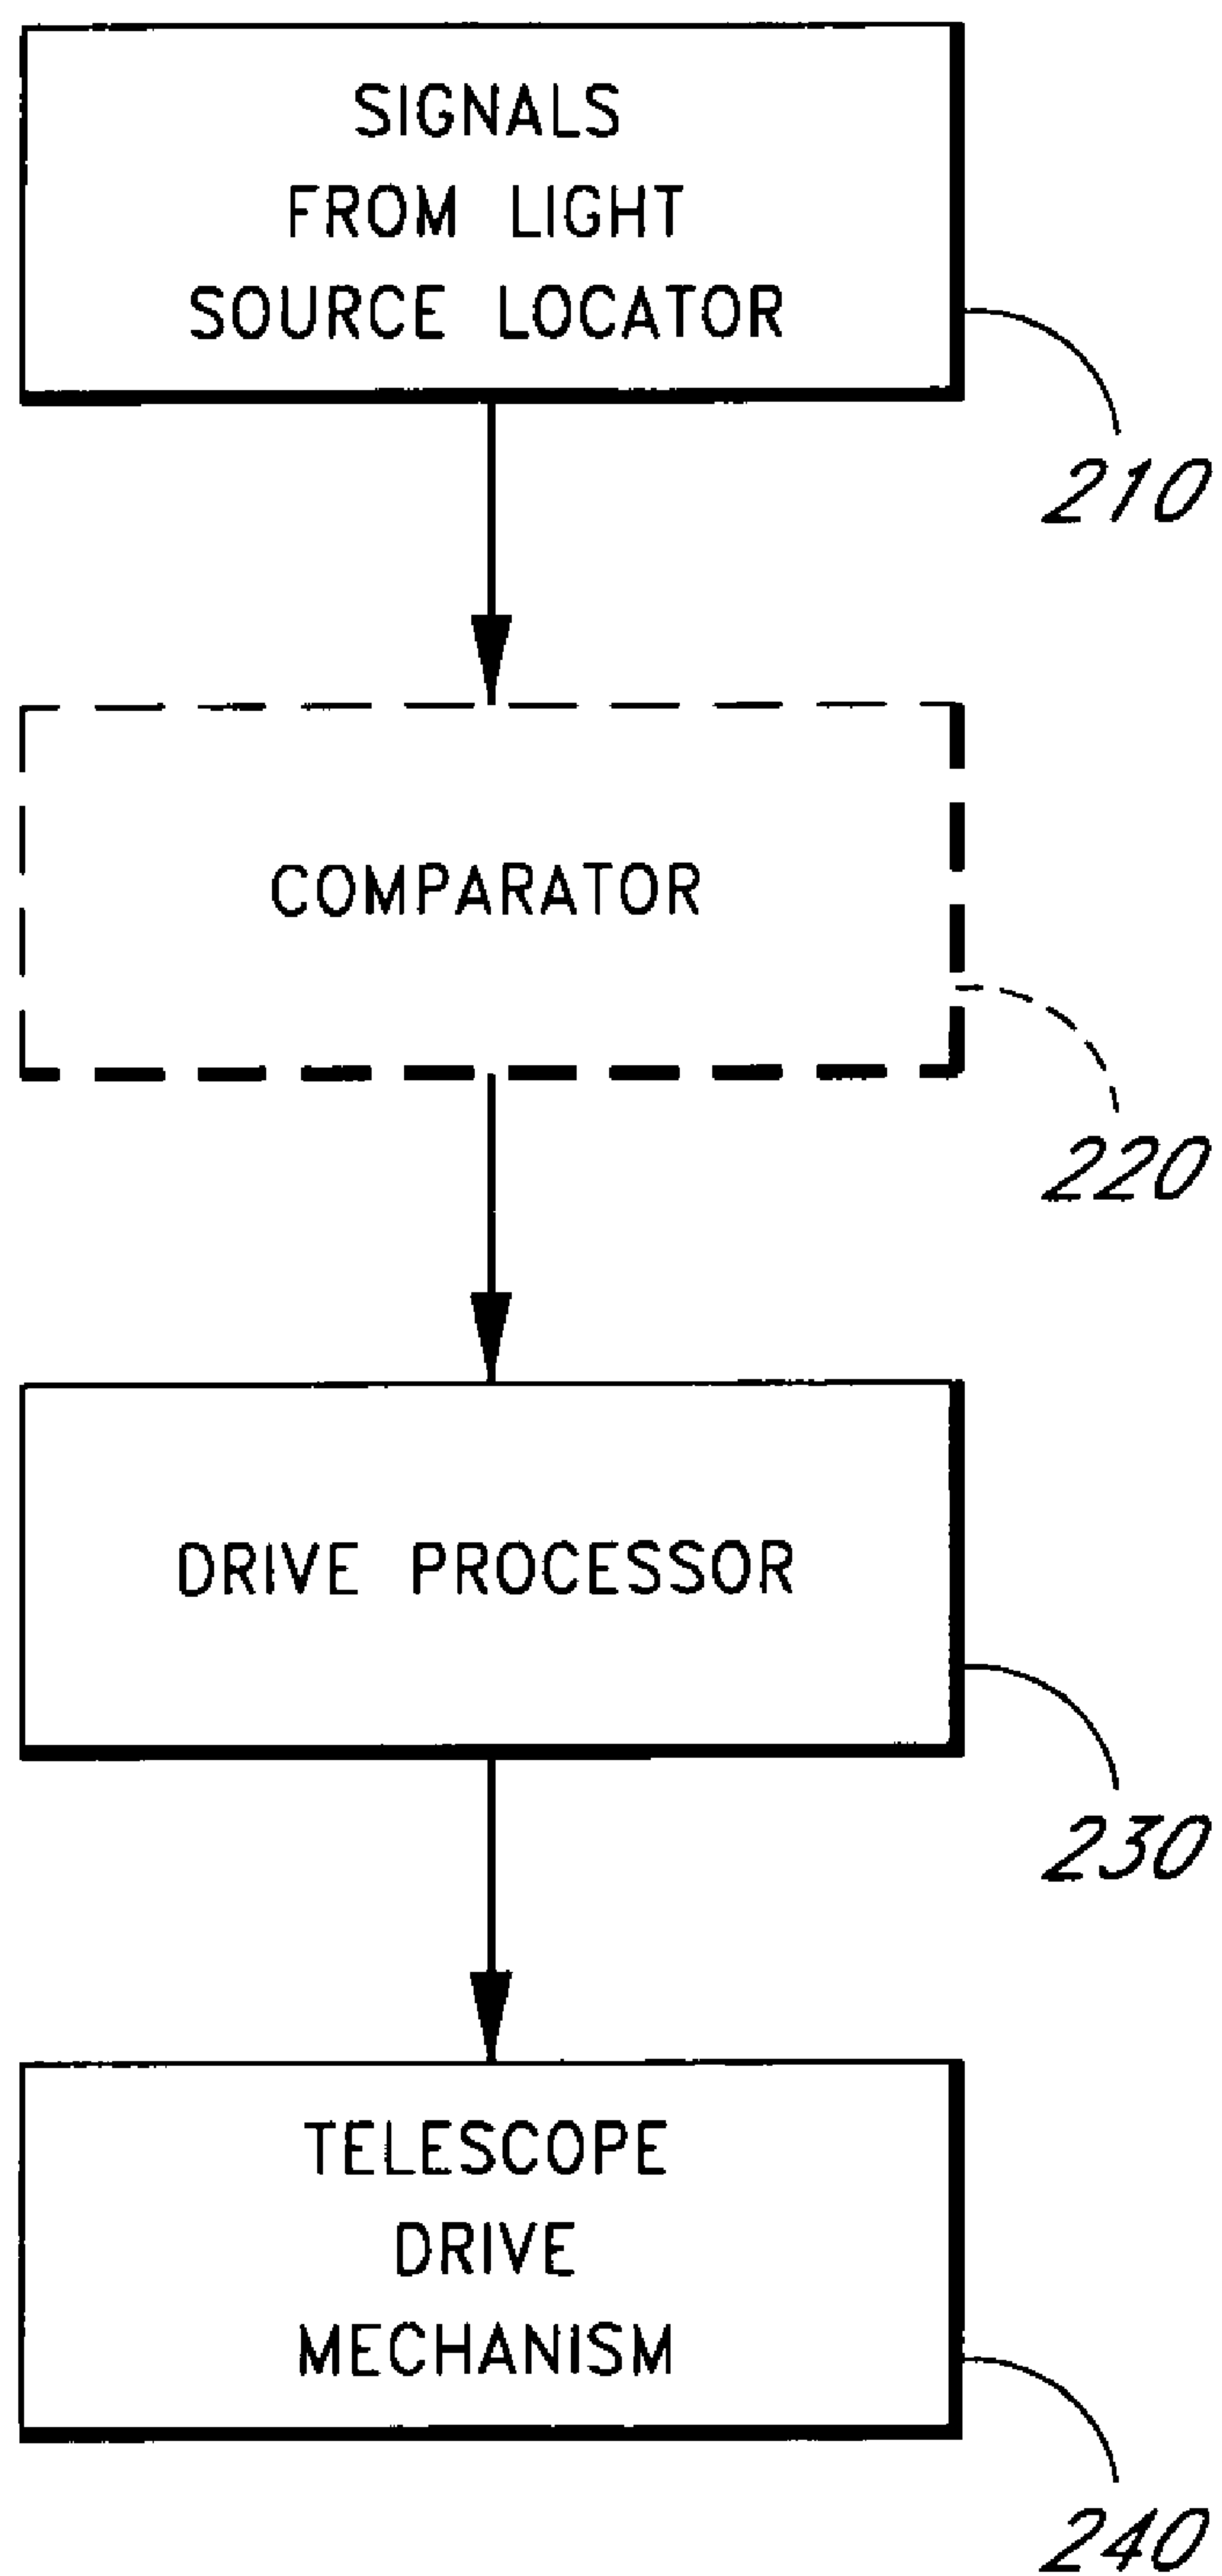 SIGNALS
FROM LIGHT
SOURCE LOCATOR
210
COMPARATOR
220
DRIVE PROCESSOR
230
TELESCOPE
DRIVE
MECHANISM
240